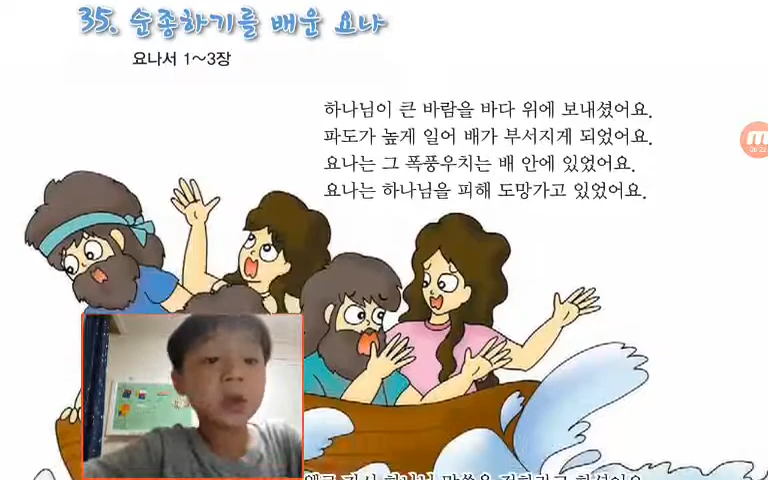 35. 순종하기를 배운 요나
요나서 1~3장
하나님이 큰 바람을 바다 위에 보내셨어요.
파도가 높게 일어 배가 부서지게 되었어요.
요나는 그 폭풍우치는 배 안에 있었어요.
요나는 하나님을 피해 도망가고 있었어요.